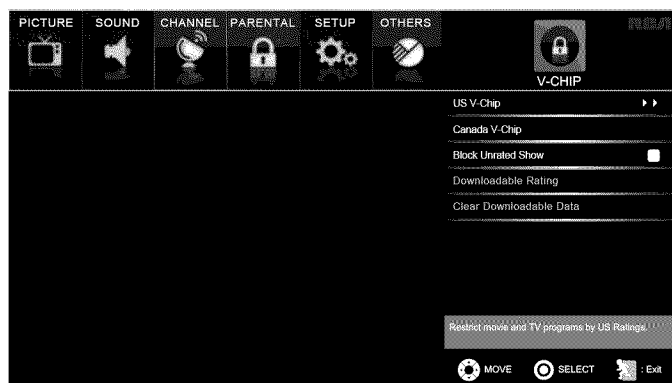 PICTURE SOUND CHANNEL PARENTAL SETUP OTHERS
RCA
V-CHIP
US V-Chip
Canada V-Chip
Block Unrated Show
Downloadable Rating
Clear Downloadable Data
Restrict movie and TV programs by US Ratings.
MOVE SELECT : Exit